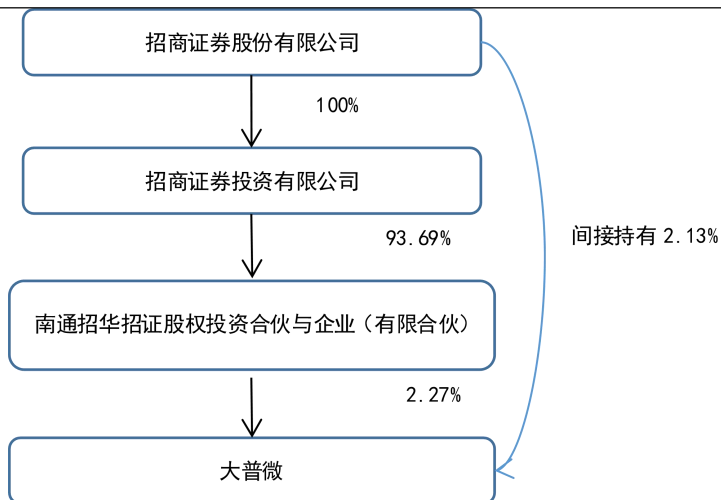 招商证券股份有限公司
100%
招商证券投资有限公司
93.69%
间接持有 2.13%
南通招华招证股权投资合伙与企业（有限合伙）
2.27%
大普微